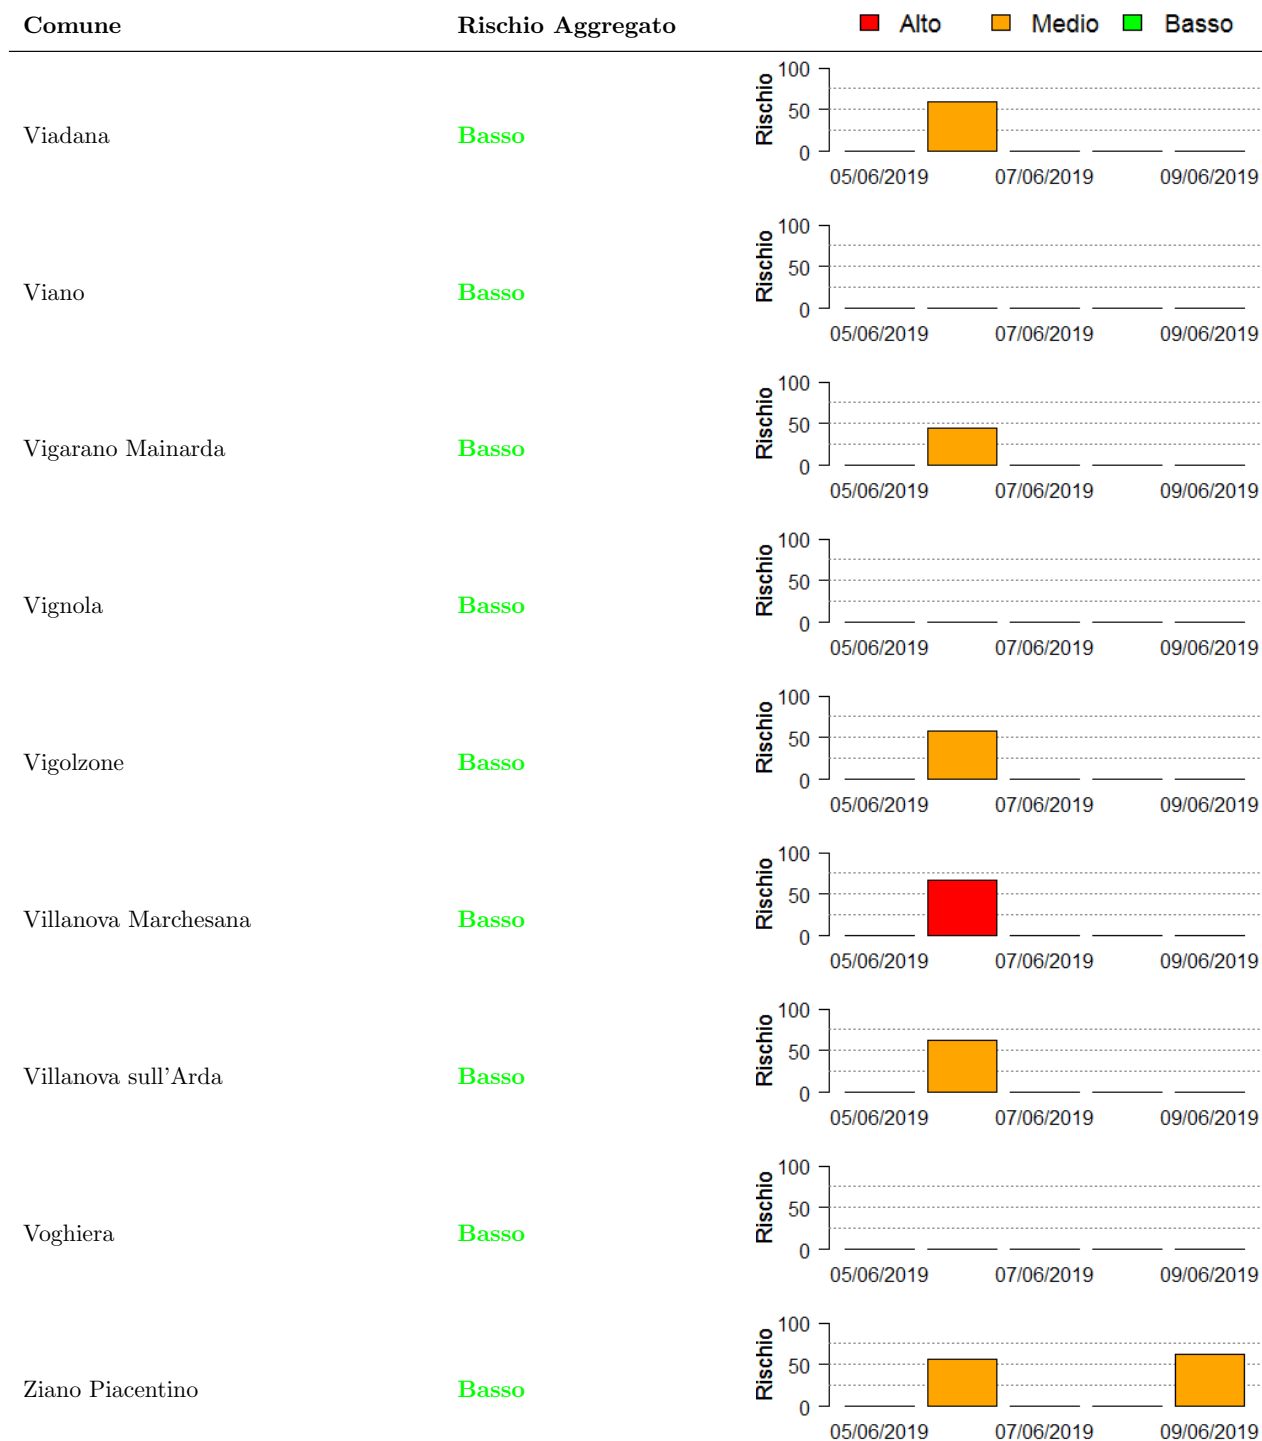 Comune Rischio Aggregato Alto Medio Basso
100
Rischio
50
Viadana Basso
0
05/06/2019 07/06/2019 09/06/2019
100
Rischio
50
Viano Basso
0
05/06/2019 07/06/2019 09/06/2019
100
Rischio
50
Vigarano Mainarda Basso
0
05/06/2019 07/06/2019 09/06/2019
100
Rischio
50
Vignola Basso
0
05/06/2019 07/06/2019 09/06/2019
100
Rischio
50
Vigolzone Basso
0
05/06/2019 07/06/2019 09/06/2019
100
Rischio
50
Villanova Marchesana Basso
0
05/06/2019 07/06/2019 09/06/2019
100
Rischio
50
Villanova sull'Arda Basso
0
05/06/2019 07/06/2019 09/06/2019
100
Rischio
50
Voghiera Basso
0
05/06/2019 07/06/2019 09/06/2019
100
Rischio
50
Ziano Piacentino Basso
0
05/06/2019 07/06/2019 09/06/2019